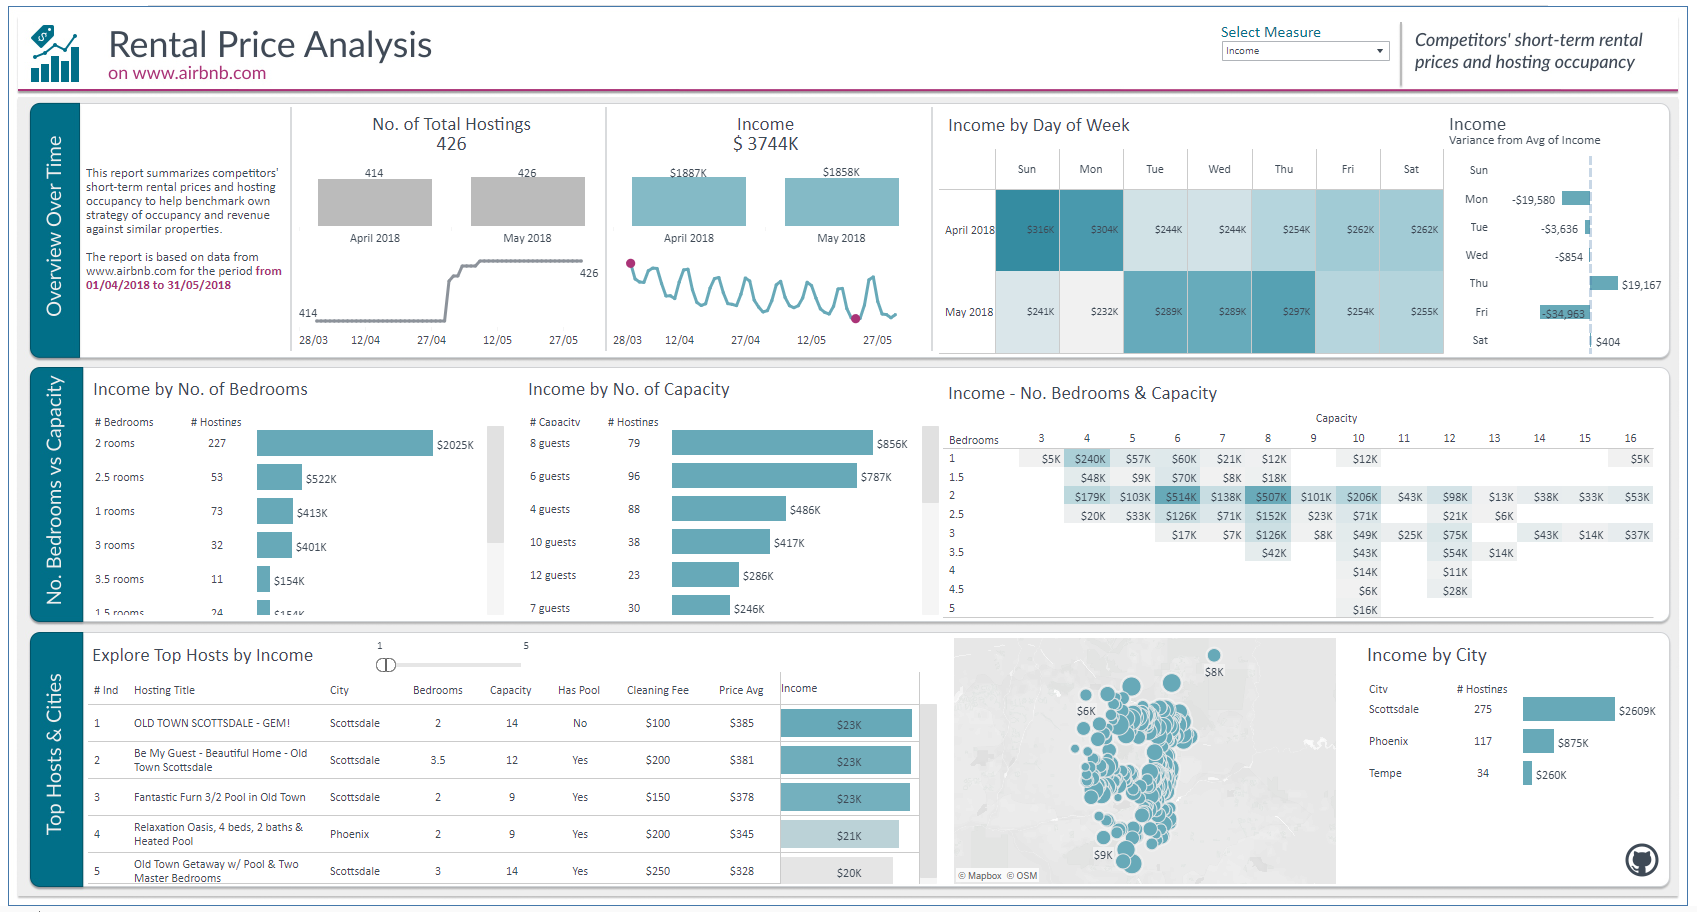 Rental Price Analysis
on www.airbnb.com
Select Measure
Income
Competitors' short-term rental
prices and hosting occupancy
Overview Over Time
This report summarizes competitors'
short-term rental prices and hosting
occupancy to help benchmark own
strategy of occupancy and revenue
against similar properties.
The report is based on data from
www.airbnb.com for the period from
01/04/2018 to 31/05/2018
No. of Total Hostings
426
414 426
April 2018 May 2018
414
426
28/03 12/04 27/04 12/05 27/05
Income
$ 3744K
$1887K $1858K
April 2018 May 2018
28/03 12/04 27/04 12/05 27/05
Income by Day of Week
Sun Mon Tue Wed Thu Fri Sat
April 2018 $316K $304K $244K $244K $254K $262K $262K
May 2018 $241K $232K $289K $289K $297K $254K $255K
Income
Variance from Avg of Income
Sun
Mon -$19,580
Tue -$3,636
Wed -$854
Thu $19,167
Fri -$34,963
Sat $404
No. Bedrooms vs Capacity
Income by No. of Bedrooms
# Bedrooms # Hostings
2 rooms 227 $2025K
2.5 rooms 53 $522K
1 rooms 73 $413K
3 rooms 32 $401K
3.5 rooms 11 $154K
1.5 rooms 24 $154K
Income by No. of Capacity
# Capacity # Hostings
8 guests 79 $856K
6 guests 96 $787K
4 guests 88 $486K
10 guests 38 $417K
12 guests 23 $286K
7 guests 30 $246K
Income - No. Bedrooms & Capacity
Capacity
Bedrooms 3 4 5 6 7 8 9 10 11 12 13 14 15 16
1 $5K $240K $57K $60K $21K $12K $12K $5K
1.5 $48K $9K $70K $8K $18K
2 $179K $103K $514K $138K $507K $101K $206K $43K $98K $13K $38K $33K $53K
2.5 $20K $33K $126K $71K $152K $23K $71K $21K $6K
3 $17K $7K $126K $8K $49K $25K $75K $43K $14K $37K
3.5 $42K $43K $54K $14K
4 $14K $11K
4.5 $6K $28K
5 $16K
Top Hosts & Cities
Explore Top Hosts by Income
1 5
# Ind Hosting Title City Bedrooms Capacity Has Pool Cleaning Fee Price Avg Income
1 OLD TOWN SCOTTSDALE - GEM! Scottsdale 2 14 No $100 $385 $23K
2 Be My Guest - Beautiful Home - Old
Town Scottsdale Scottsdale 3.5 12 Yes $200 $381 $23K
3 Fantastic Furn 3/2 Pool in Old Town Scottsdale 2 9 Yes $150 $378 $23K
4 Relaxation Oasis, 4 beds, 2 baths &
Heated Pool Phoenix 2 9 Yes $200 $345 $21K
5 Old Town Getaway w/ Pool & Two
Master Bedrooms Scottsdale 3 14 Yes $250 $328 $20K
$8K
$6K
$9K
© Mapbox © OSM
Income by City
City # Hostings
Scottsdale 275 $2609K
Phoenix 117 $875K
Tempe 34 $260K